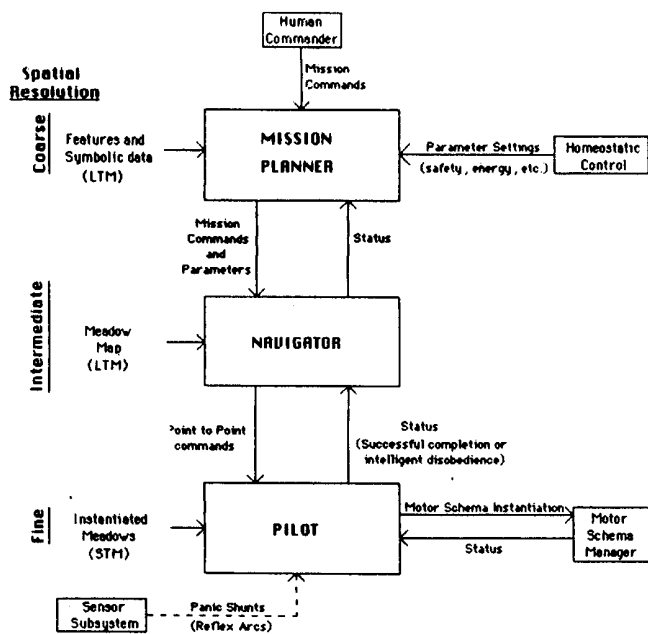 Human
Commander
Mission
Commands
Spatial
Resolution
Coarse
Features and
Symbolic data
(LTM)
MISSION
PLANNER
Parameter Settings
(safety, energy, etc.)
Homeostatic
Control
Mission
Commands
and
Parameters
Status
Intermediate
Meadow
Map
(LTM)
NAVIGATOR
Point to Point
commands
Status
(Successful completion or
intelligent disobedience)
Fine
Instantiated
Meadows
(STM)
PILOT
Motor Schema Instantiation
Status
Motor
Schema
Manager
Sensor
Subsystem
Panic Shunts
(Reflex Arcs)